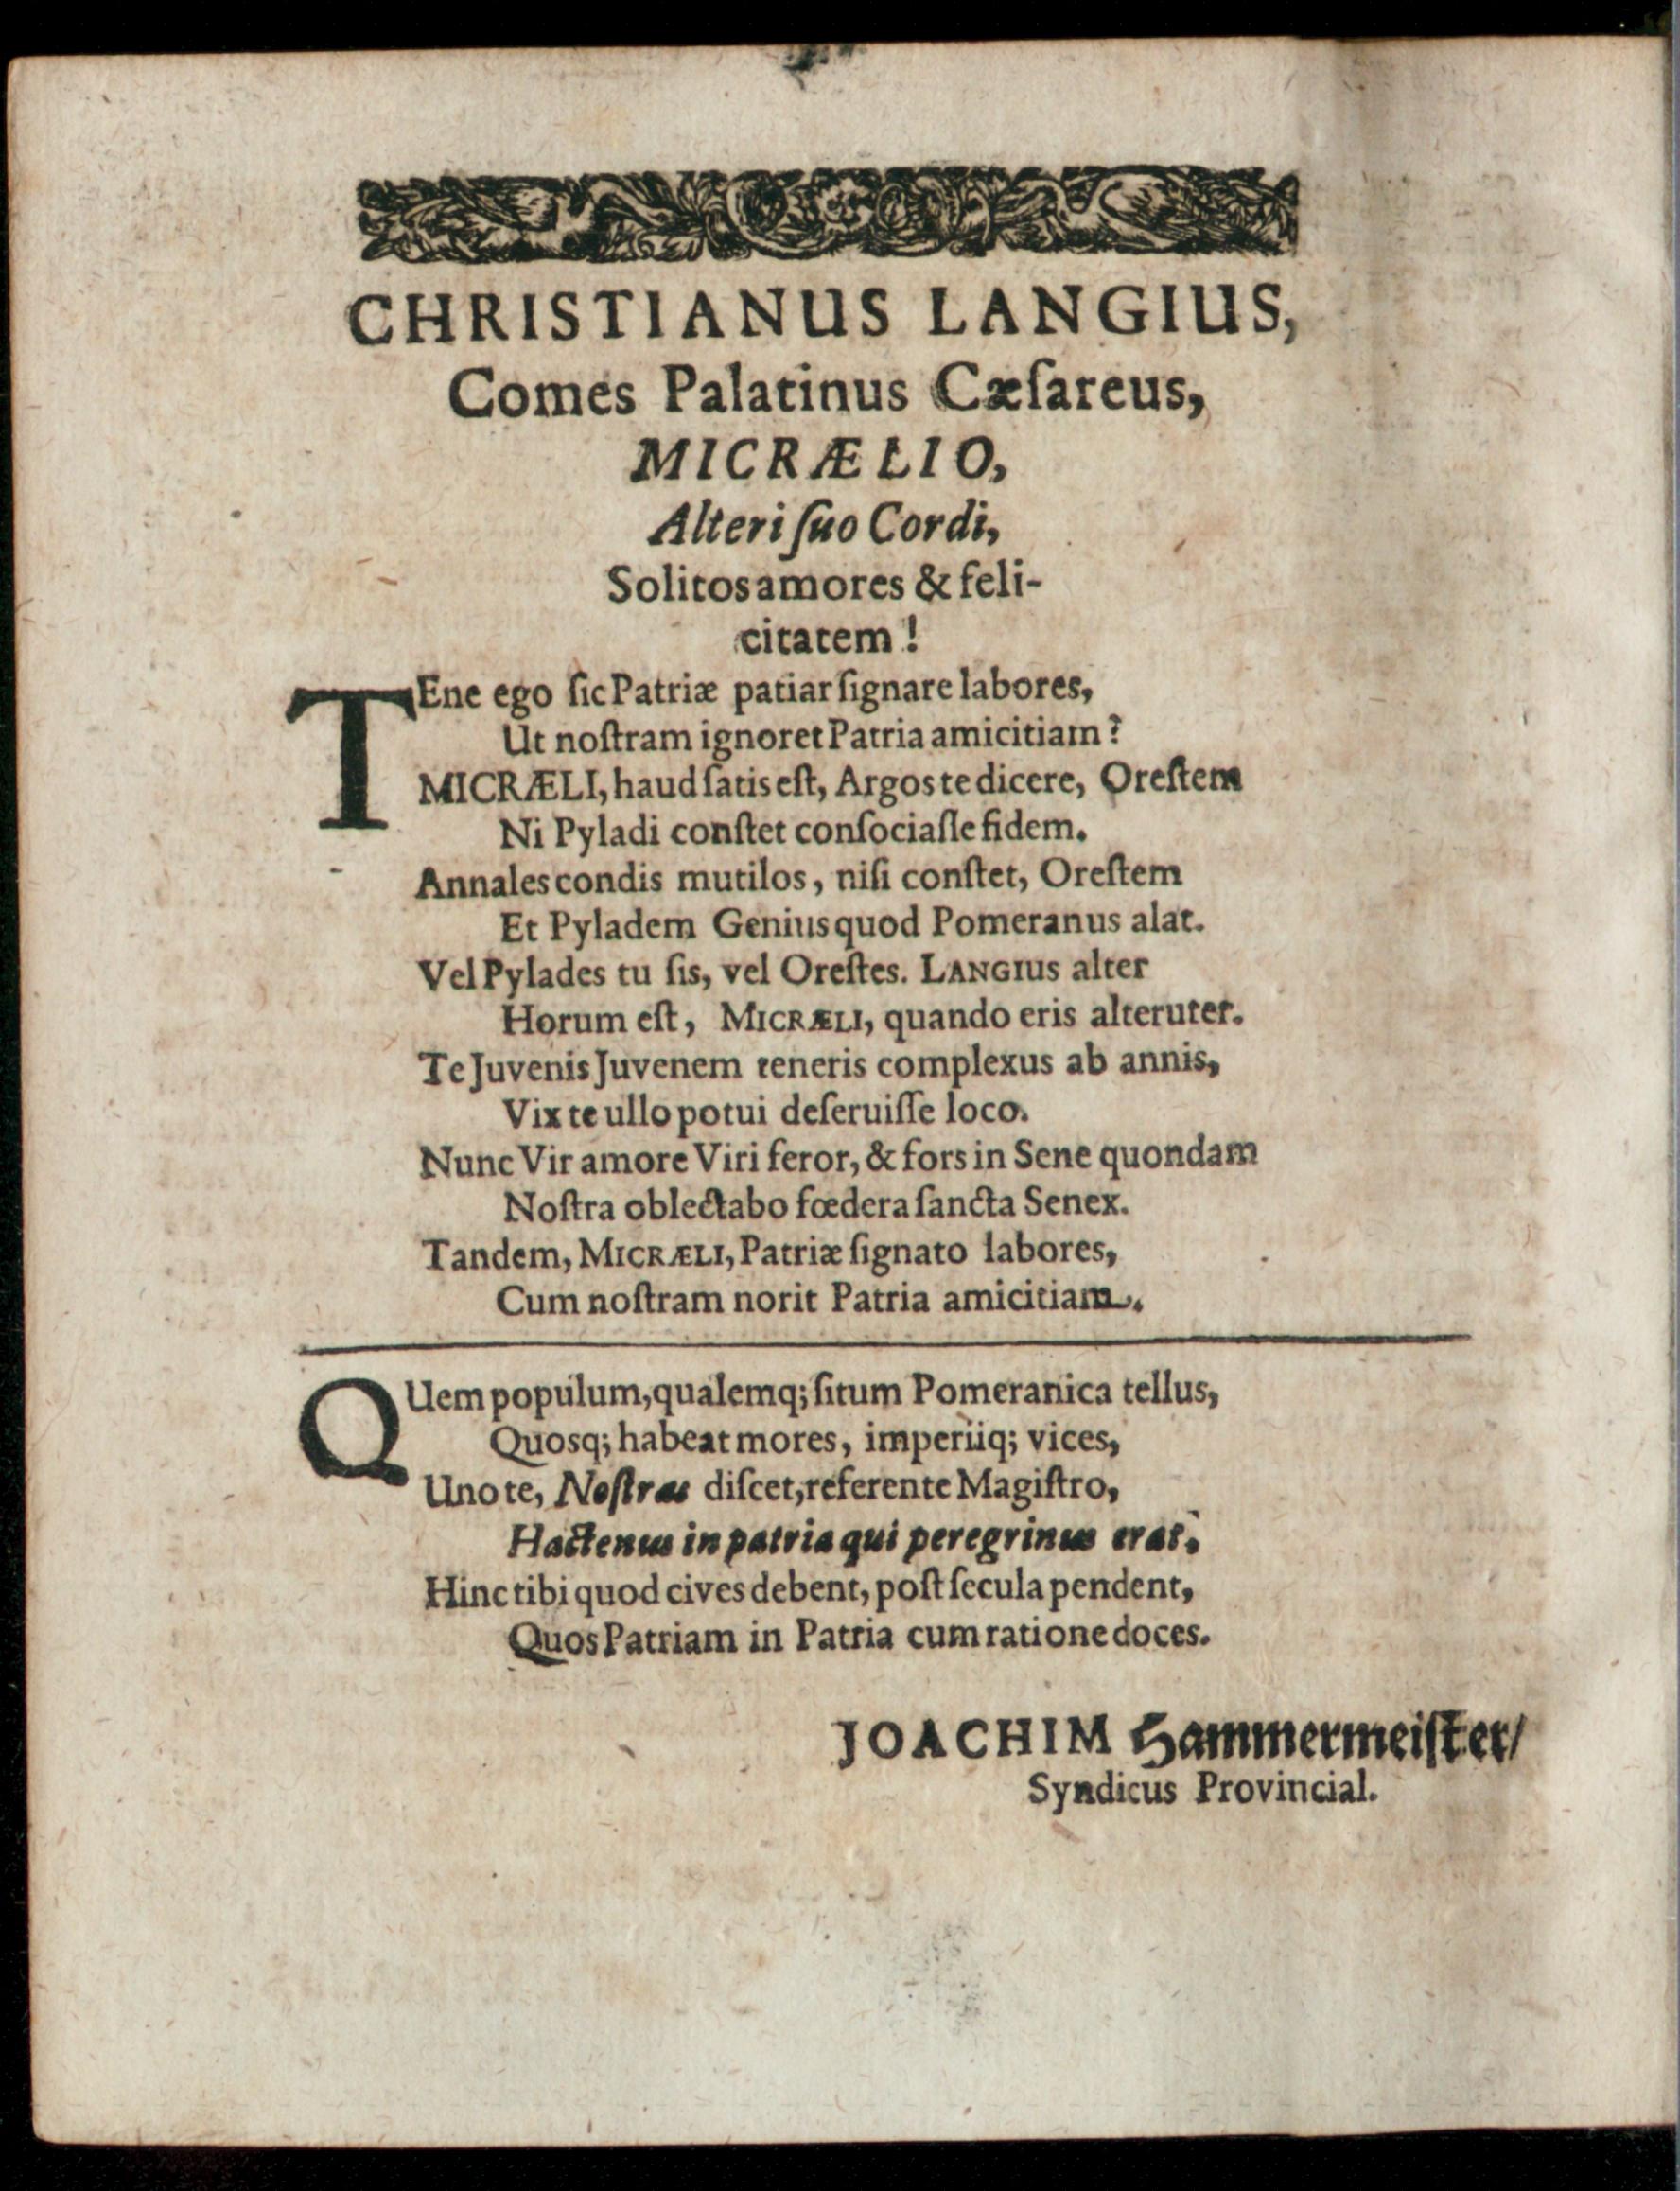 CHRISTIANUS LANGIUS,
Comes Palatinus Cæſareus,
MICRÆLIO,
Alteri ſuo Cordi,
Solitos amores & feli-
citatem!
TEne ego ſic Patriæ patiar ſignare labores,
Ut noſtram ignoret Patria amicitiam?
MICRÆLI, haud ſatis eſt, Argos te dicere, Oreſtem
Ni Pyladi conſtet conſociaſſe fidem.
Annales condis mutilos, niſi conſtet, Oreſtem
Et Pyladem Genius quod Pomeranus alat.
Vel Pylades tu ſis, vel Oreſtes. LANGIUS alter
Horum eſt, MICRÆLI, quando eris alteruter.
Te Juvenis Juvenem teneris complexus ab annis,
Vix te ullo potui deſeruiſſe loco.
Nunc Vir amore Viri feror, & fors in Sene quondam
Noſtra oblectabo fœdera ſancta Senex.
Tandem, MICRÆLI, Patriæ ſignato labores,
Cum noſtram norit Patria amicitiam.
QUem populum, qualemq; ſitum Pomeranica tellus,
Quosq; habeat mores, imperiiq; vices,
Uno te, Noſtras diſcet, referente Magiſtro,
Hactenus in patria qui peregrinus erat.
Hinc tibi quod cives debent, poſt ſecula pendent,
Quos Patriam in Patria cum ratione doces.
JOACHIM Hammermeiſter/
Syndicus Provincial.